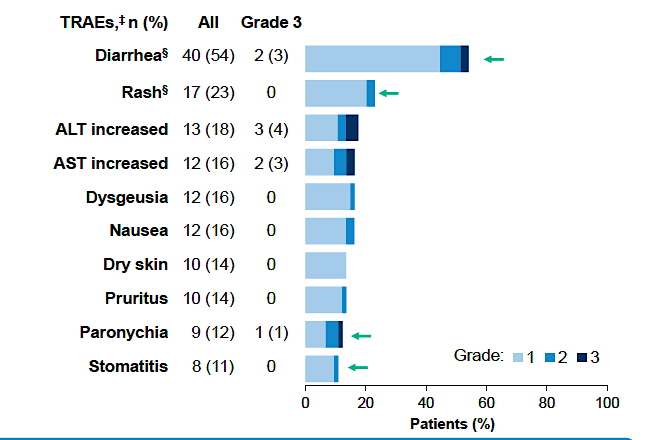 TRAEs,‡ n (%) All Grade 3
Diarrhea§ 40 (54) 2 (3)
Rash§ 17 (23) 0
ALT increased 13 (18) 3 (4)
AST increased 12 (16) 2 (3)
Dysgeusia 12 (16) 0
Nausea 12 (16) 0
Dry skin 10 (14) 0
Pruritus 10 (14) 0
Paronychia 9 (12) 1 (1)
Stomatitis 8 (11) 0
Grade: 1 2 3
0 20 40 60 80 100
Patients (%)